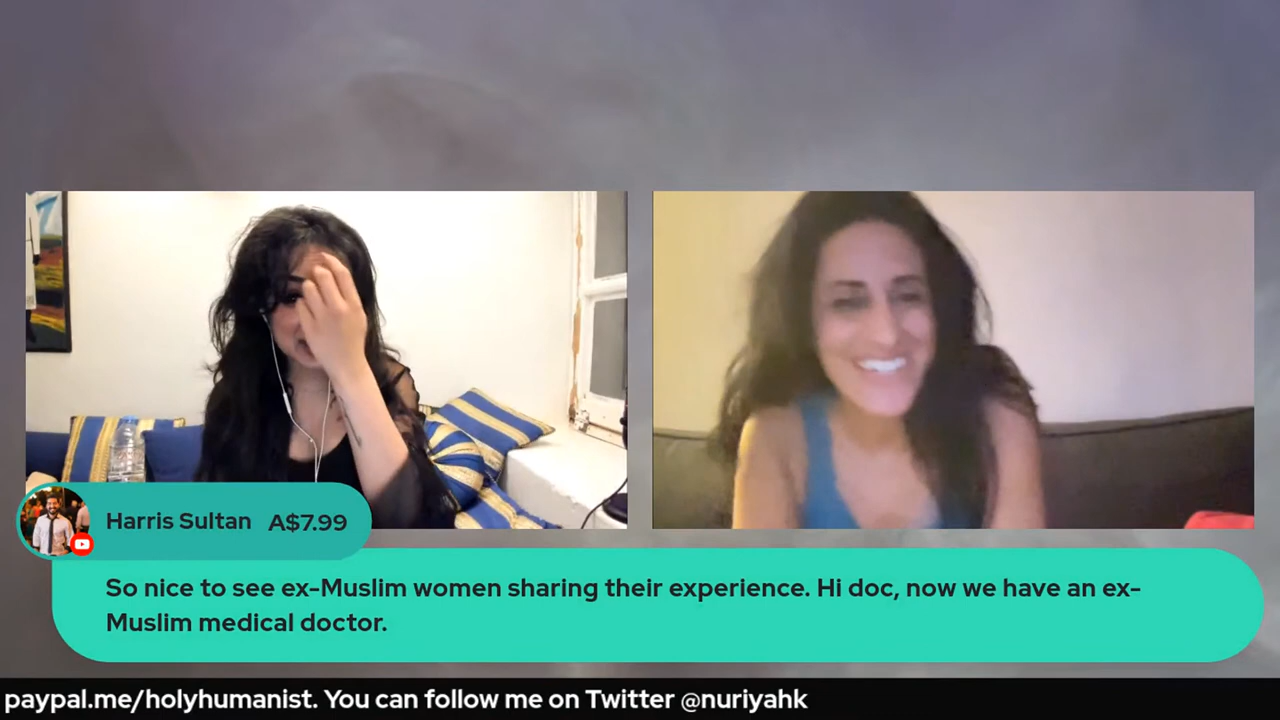 Harris Sultan A$7.99
So nice to see ex-Muslim women sharing their experience. Hi doc, now we have an ex-
Muslim medical doctor.
paypal.me/holyhumanist. You can follow me on Twitter @nuriyahk